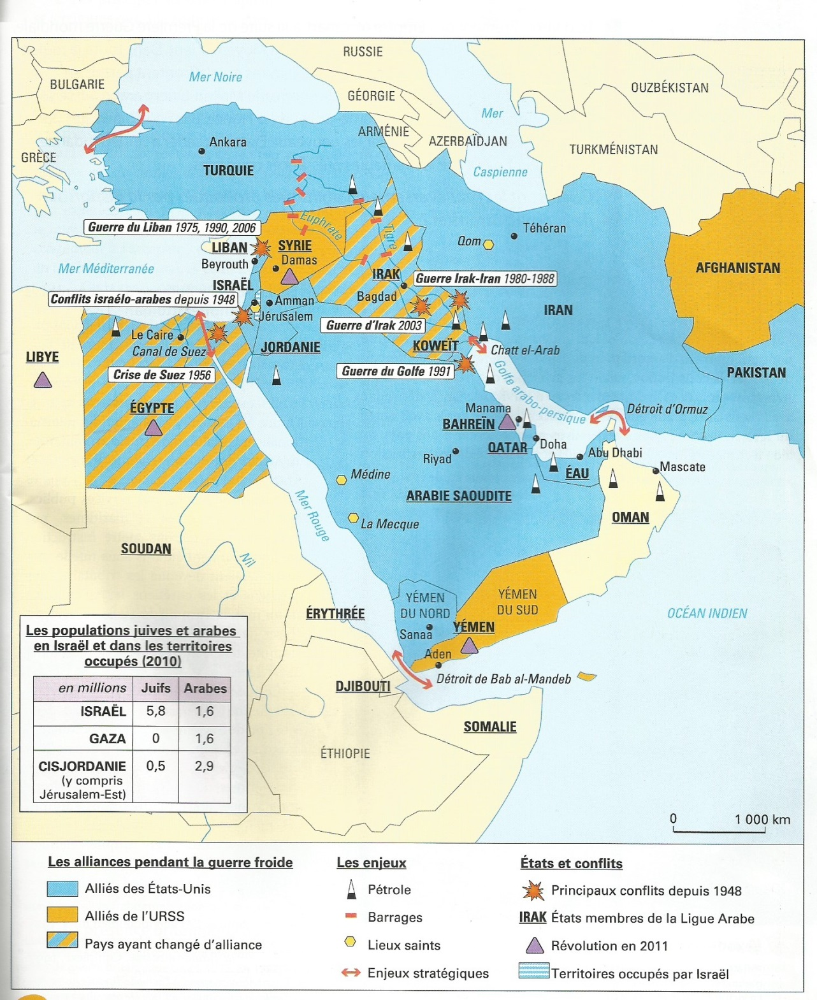 RUSSIE
BULGARIE
Mer Noire
GÉORGIE
OUZBÉKISTAN
Mer
Caspienne
ARMÉNIE
AZERBAÏDJAN
TURKMÉNISTAN
GRÈCE
Ankara
TURQUIE
Euphrate
Tigre
Guerre du Liban 1975, 1990, 2006
Téhéran
Qom
LIBAN
SYRIE
Beyrouth
Damas
Mer Méditerranée
AFGHANISTAN
ISRAËL
IRAK
Guerre Irak-Iran 1980-1988
Bagdad
Conflits israélo-arabes depuis 1948
Amman
Jérusalem
IRAN
Guerre d'Irak 2003
Le Caire
Canal de Suez
JORDANIE
KOWEÏT
Chatt el-Arab
LIBYE
Crise de Suez 1956
Guerre du Golfe 1991
PAKISTAN
Golfe arabo-persique
ÉGYPTE
Manama
BAHREÏN
Détroit d'Ormuz
QATAR
Doha
Abu Dhabi
Riyad
ÉAU
Mascate
Médine
ARABIE SAOUDITE
Mer Rouge
La Mecque
OMAN
SOUDAN
Nil
YÉMEN
DU NORD
YÉMEN
DU SUD
ÉRYTHRÉE
OCÉAN INDIEN
YÉMEN
Sanaa
Aden
Détroit de Bab al-Mandeb
DJIBOUTI
SOMALIE
ÉTHIOPIE
Les populations juives et arabes
en Israël et dans les territoires
occupés (2010)
en millions Juifs Arabes
ISRAËL 5,8 1,6
GAZA 0 1,6
CISJORDANIE 0,5 2,9
(y compris
Jérusalem-Est)
0 1 000 km
Les alliances pendant la guerre froide
Alliés des États-Unis
Alliés de l'URSS
Pays ayant changé d'alliance
Les enjeux
Pétrole
Barrages
Lieux saints
Enjeux stratégiques
États et conflits
Principaux conflits depuis 1948
IRAK États membres de la Ligue Arabe
Révolution en 2011
Territoires occupés par Israël